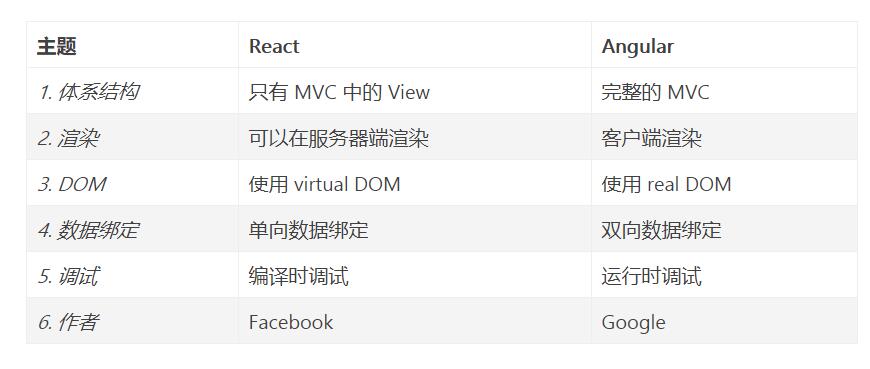 主题 React Angular
1. 体系结构 只有 MVC 中的 View 完整的 MVC
2. 渲染 可以在服务器端渲染 客户端渲染
3. DOM 使用 virtual DOM 使用 real DOM
4. 数据绑定 单向数据绑定 双向数据绑定
5. 调试 编译时调试 运行时调试
6. 作者 Facebook Google